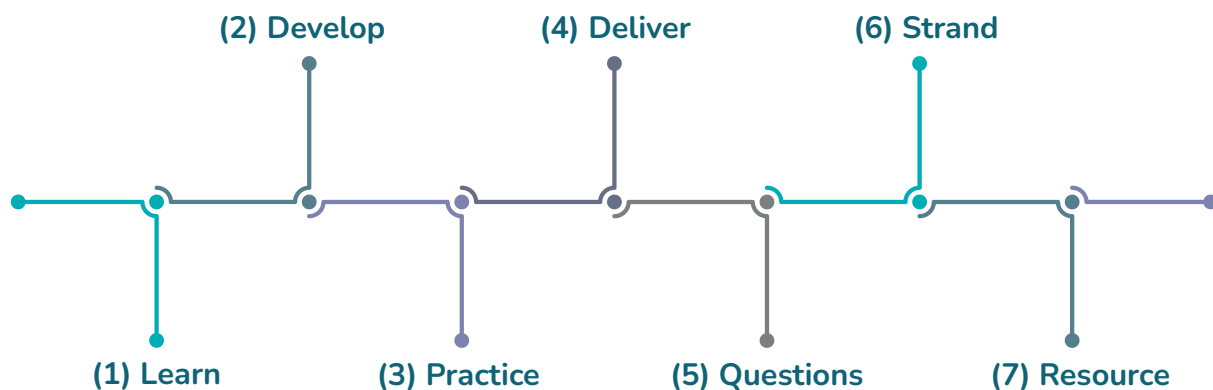 (2) Develop
(4) Deliver
(6) Strand
(1) Learn
(3) Practice
(5) Questions
(7) Resource